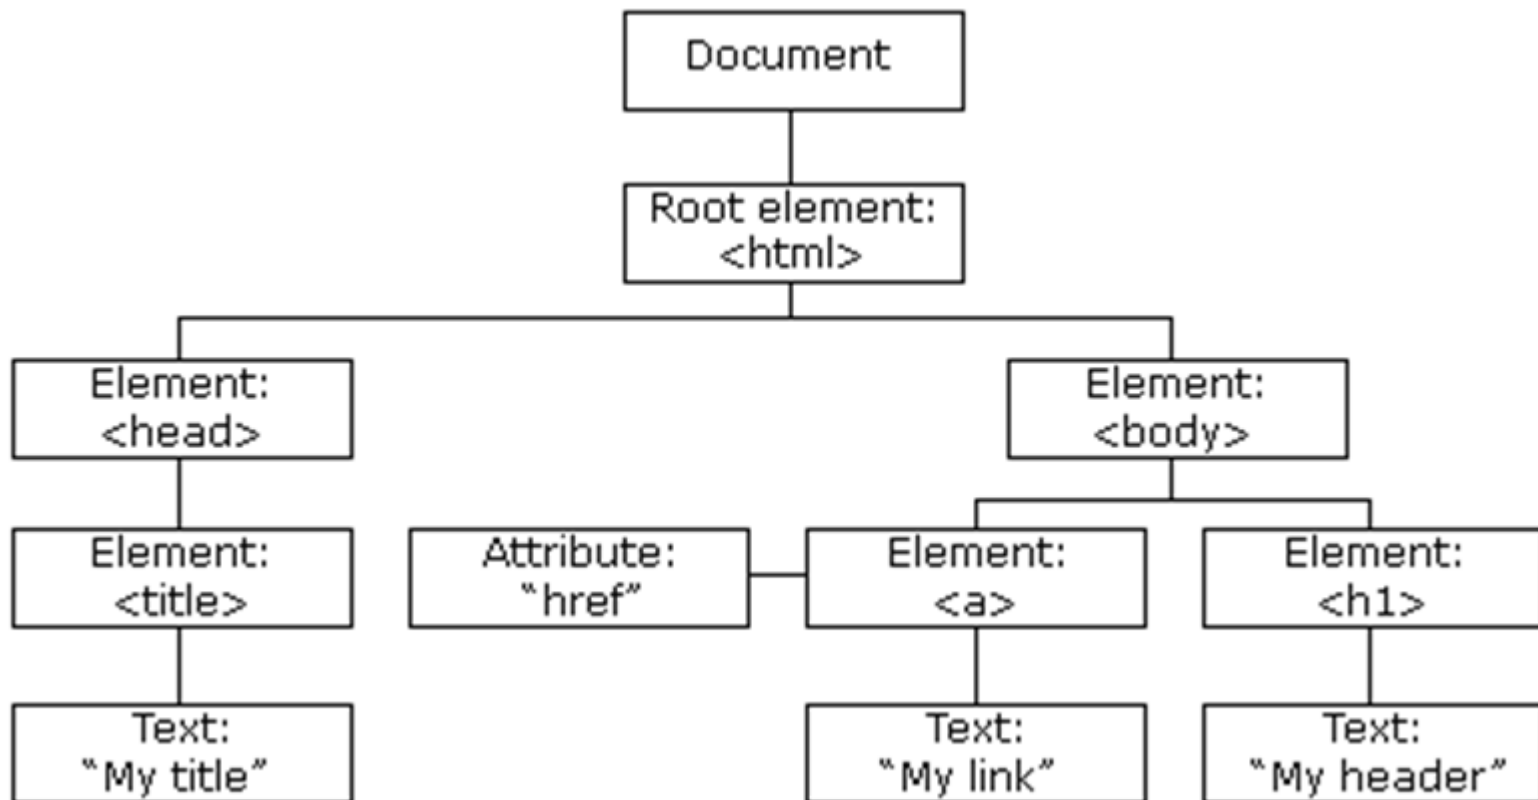 Document
Root element:
<html>
Element:
<head>
Element:
<body>
Element:
<title>
Attribute:
“href”
Element:
<a>
Element:
<h1>
Text:
“My title”
Text:
“My link”
Text:
“My header”